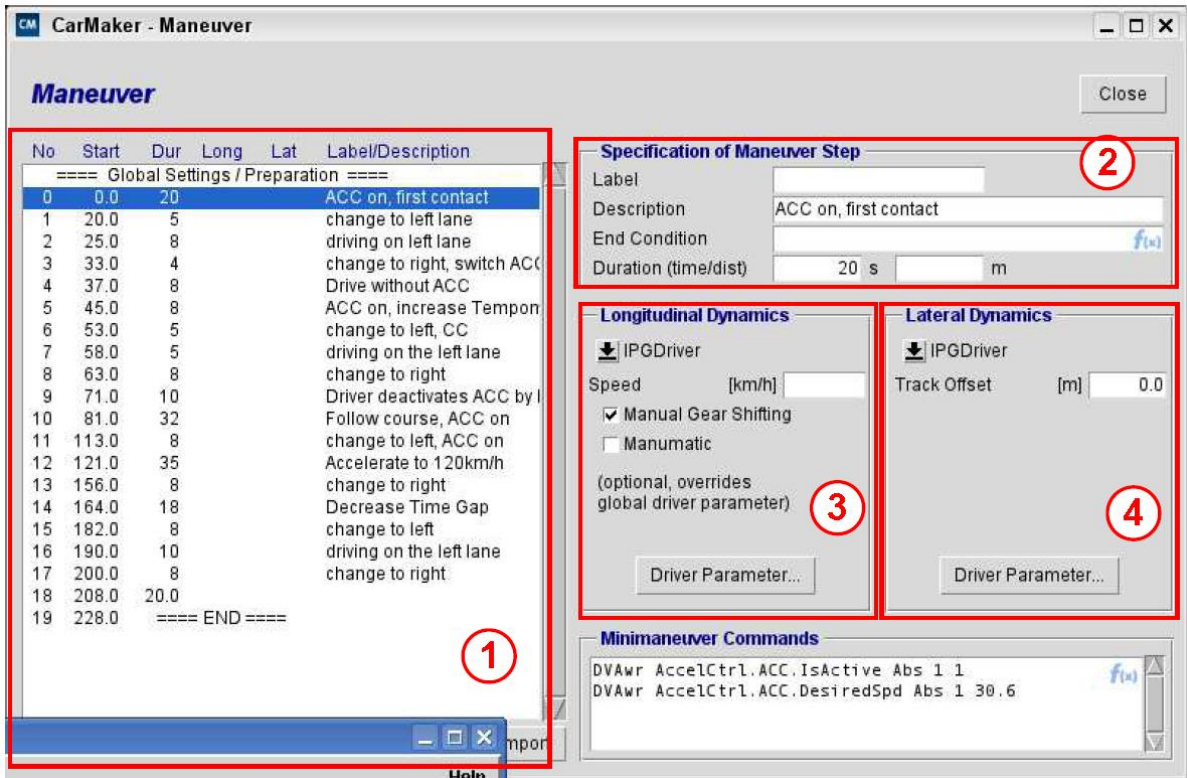 CM CarMaker - Maneuver
Maneuver
Close
No Start Dur Long Lat Label/Description
==== Global Settings / Preparation ====
0 0.0 20 ACC on, first contact
1 20.0 5 change to left lane
2 25.0 8 driving on left lane
3 33.0 4 change to right, switch ACC
4 37.0 8 Drive without ACC
5 45.0 8 ACC on, increase Tempom
6 53.0 5 change to left, CC
7 58.0 5 driving on the left lane
8 63.0 8 change to right
9 71.0 10 Driver deactivates ACC by
10 81.0 32 Follow course, ACC on
11 113.0 8 change to left, ACC on
12 121.0 35 Accelerate to 120km/h
13 156.0 8 change to right
14 164.0 18 Decrease Time Gap
15 182.0 8 change to left
16 190.0 10 driving on the left lane
17 200.0 8 change to right
18 208.0 20.0
19 228.0 ==== END ====
1
mport
Help
Specification of Maneuver Step
2
Label
Description ACC on, first contact
End Condition f(x)
Duration (time/dist) 20 s m
Longitudinal Dynamics
IPGDriver
Speed [km/h]
Manual Gear Shifting
Manumatic
(optional, overrides
global driver parameter)
3
Driver Parameter...
Lateral Dynamics
IPGDriver
Track Offset [m] 0.0
4
Driver Parameter...
Minimaneuver Commands
DVAwr AccelCtrl.ACC.IsActive Abs 1 1
DVAwr AccelCtrl.ACC.DesiredSpd Abs 1 30.6
f(x)